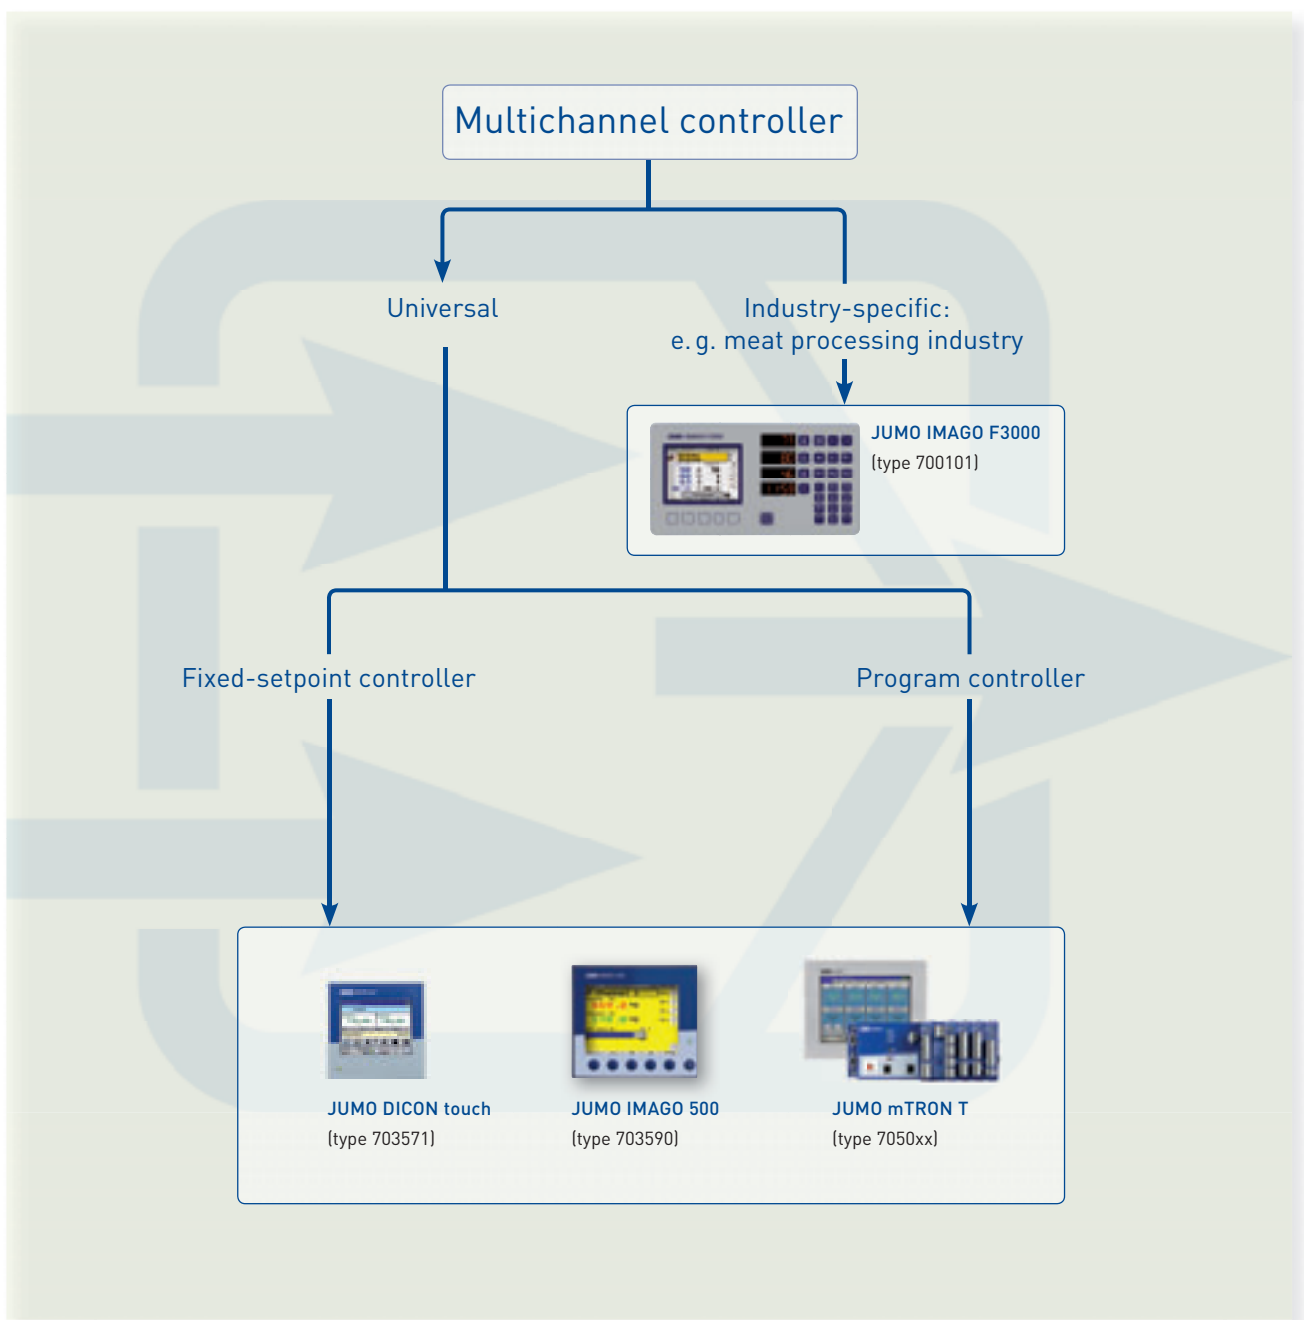 Multichannel controller
Universal
Industry-specific:
e. g. meat processing industry
JUMO IMAGO F3000
(type 700101)
Fixed-setpoint controller
Program controller
JUMO DICON touch
(type 703571)
JUMO IMAGO 500
(type 703590)
JUMO mTRON T
(type 7050xx)